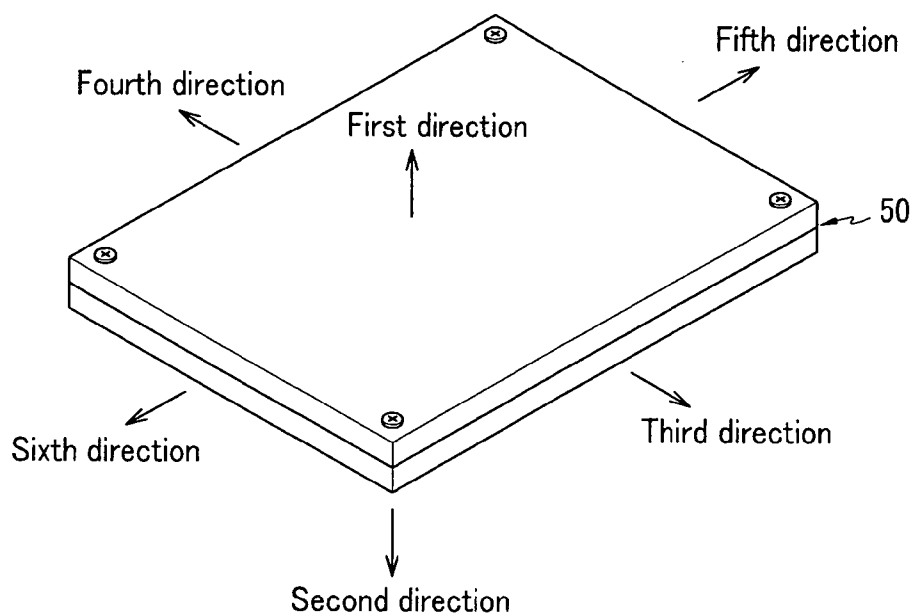 Fifth direction
Fourth direction
First direction
50
Third direction
Sixth direction
Second direction